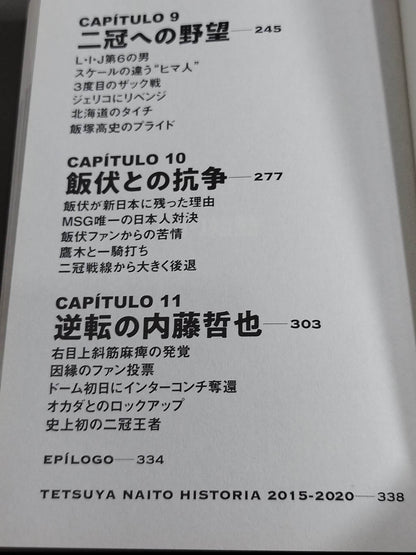 CAPÍTULO 9
二冠への野望―245
L・I・J第6の男
スケールの違う"ヒマ人"
3度目のザック戦
ジェリコにリベンジ
北海道のタイチ
飯塚高史のプライド
CAPÍTULO 10
飯伏との抗争―277
飯伏が新日本に残った理由
MSG唯一の日本人対決
飯伏ファンからの苦情
鷹木と一騎打ち
二冠戦線から大きく後退
CAPÍTULO 11
逆転の内藤哲也―303
右目上斜筋麻痺の発覚
因縁のファン投票
ドーム初日にインターコンチ奪還
オカダとのロックアップ
史上初の二冠王者
EPÍLOGO―334
TETSUYA NAITO HISTORIA 2015-2020―338